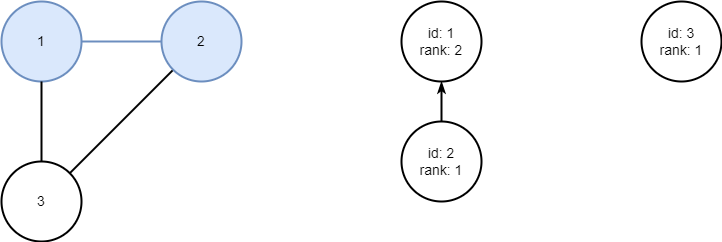 1
2
3
id: 1
rank: 2
id: 2
rank: 1
id: 3
rank: 1